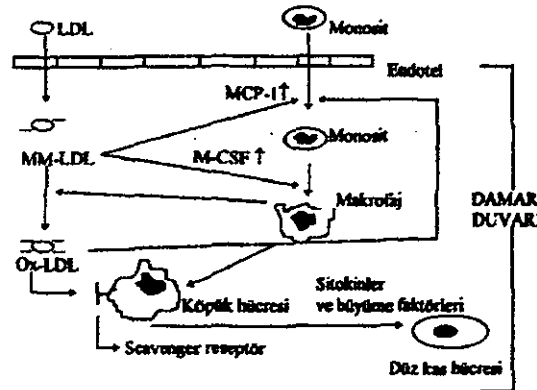 LDL
Monosit
Endotel
MCP-1↑
Monosit
MM-LDL
M-CSF ↑
Makrofaj
DAMAR
DUVARI
Ox-LDL
Köpük hücresi
Sitokinler
ve büyüme faktörleri
Scavenger reseptör
Düz kas hücresi